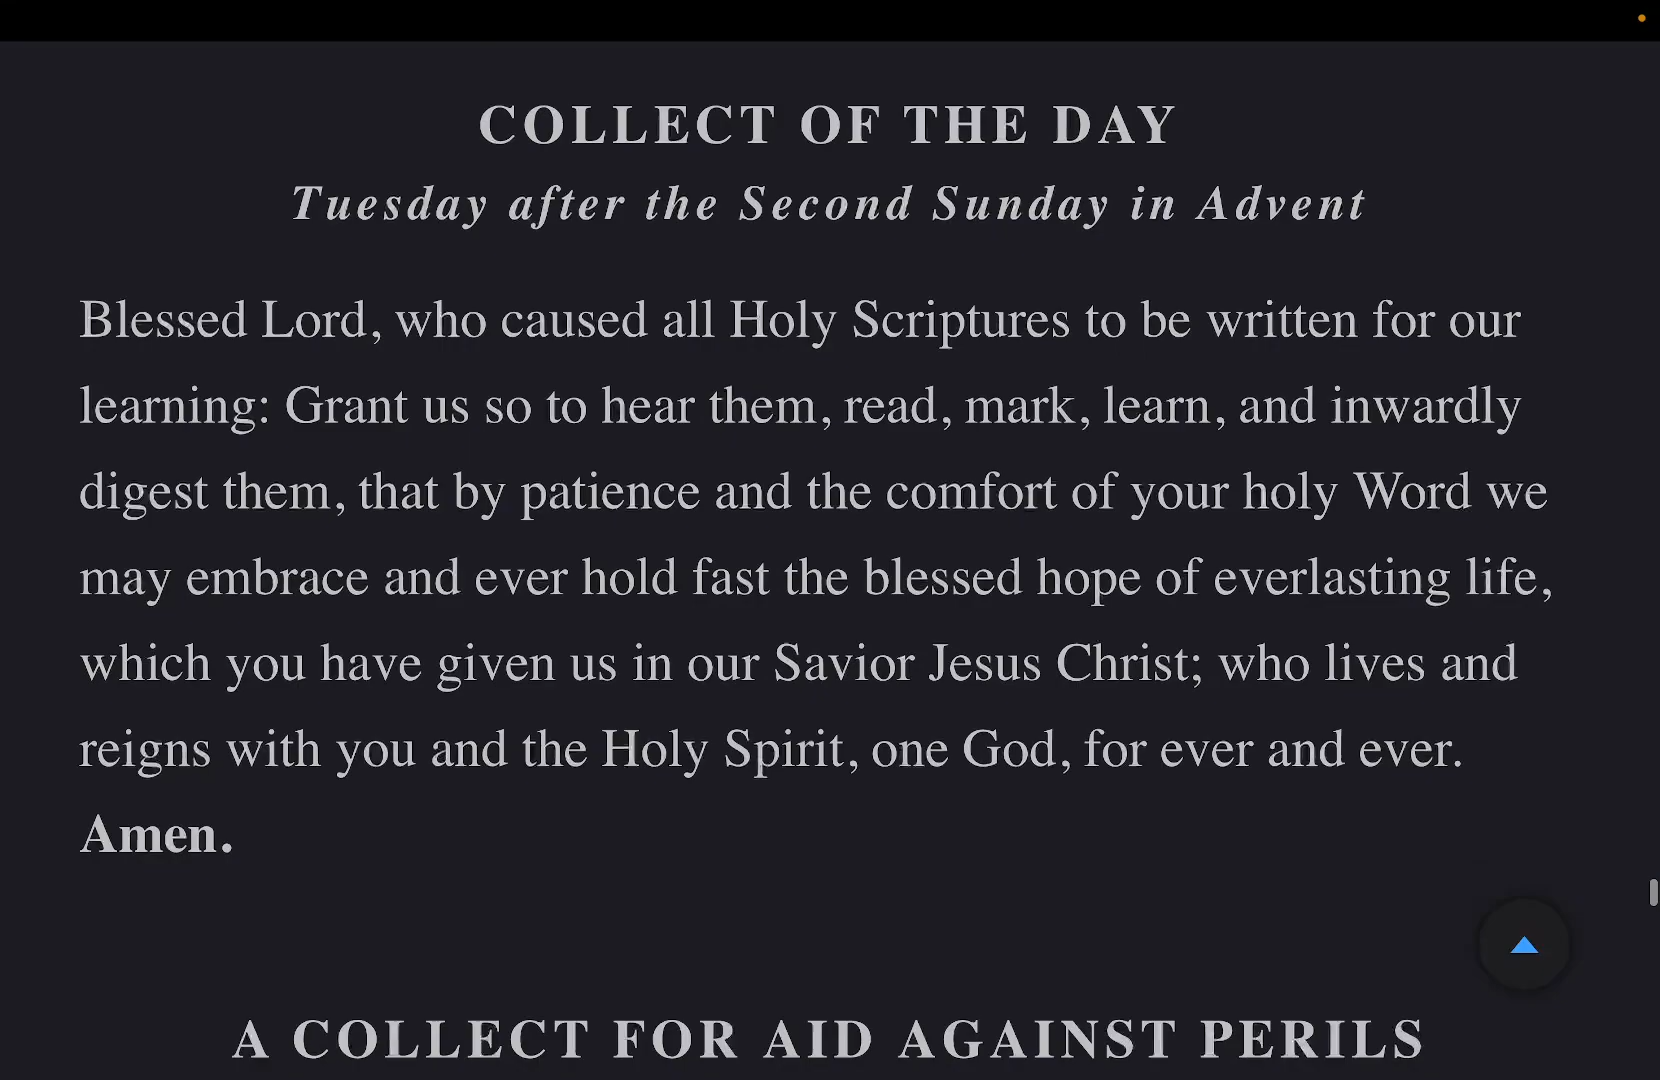 COLLECT OF THE DAY
Tuesday after the Second Sunday in Advent
Blessed Lord, who caused all Holy Scriptures to be written for our
learning: Grant us so to hear them, read, mark, learn, and inwardly
digest them, that by patience and the comfort of your holy Word we
may embrace and ever hold fast the blessed hope of everlasting life,
which you have given us in our Savior Jesus Christ; who lives and
reigns with you and the Holy Spirit, one God, for ever and ever.
Amen.
A COLLECT FOR AID AGAINST PERILS